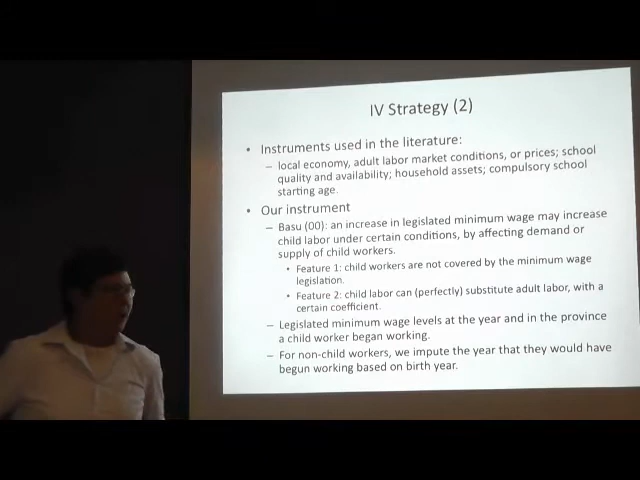 IV Strategy (2)
• Instruments used in the literature:
– local economy, adult labor market conditions, or prices; school
quality and availability; household assets; compulsory school
starting age.
• Our instrument
– Basu (00): an increase in legislated minimum wage may increase
child labor under certain conditions, by affecting demand or
supply of child workers.
• Feature 1: child workers are not covered by the minimum wage
legislation.
• Feature 2: child labor can (perfectly) substitute adult labor, with a
certain coefficient.
– Legislated minimum wage levels at the year and in the province
a child worker began working.
– For non-child workers, we impute the year that they would have
begun working based on birth year.